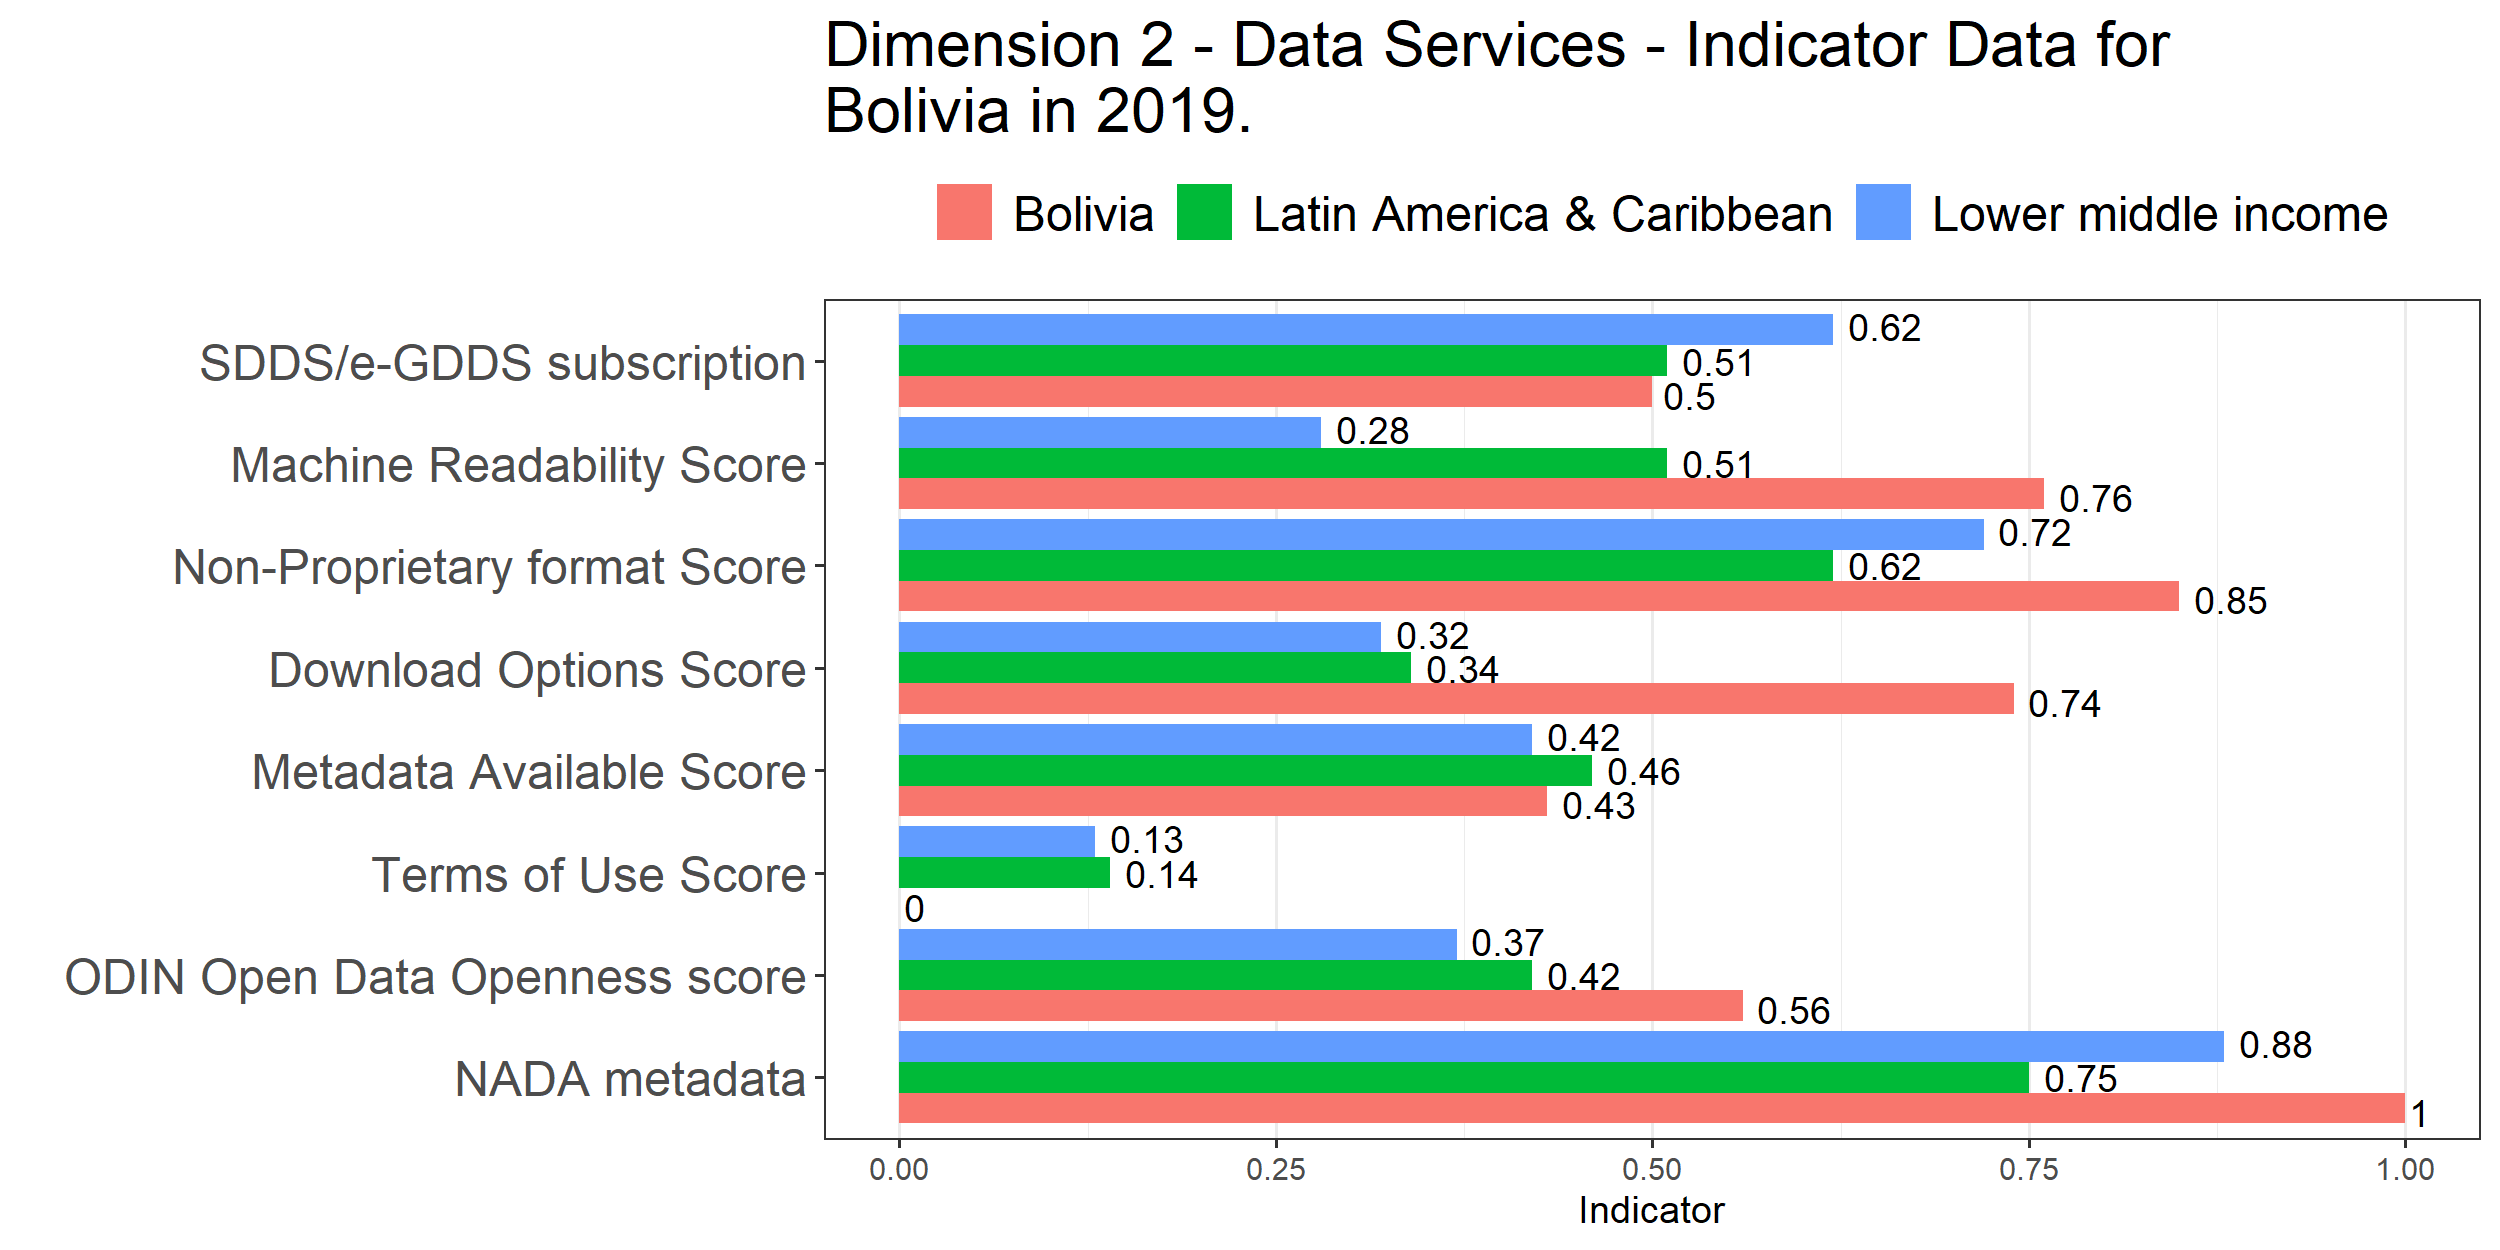 Dimension 2 - Data Services - Indicator Data for
Bolivia in 2019.
Bolivia
Latin America & Caribbean
Lower middle income
SDDS/e-GDDS subscription
0.62
0.51
0.5
Machine Readability Score
0.28
0.51
0.76
Non-Proprietary format Score
0.72
0.62
0.85
Download Options Score
0.32
0.34
0.74
Metadata Available Score
0.42
0.46
0.43
Terms of Use Score
0.13
0.14
0
ODIN Open Data Openness score
0.37
0.42
0.56
NADA metadata
0.88
0.75
1
0.00 0.25 0.50 0.75 1.00
Indicator